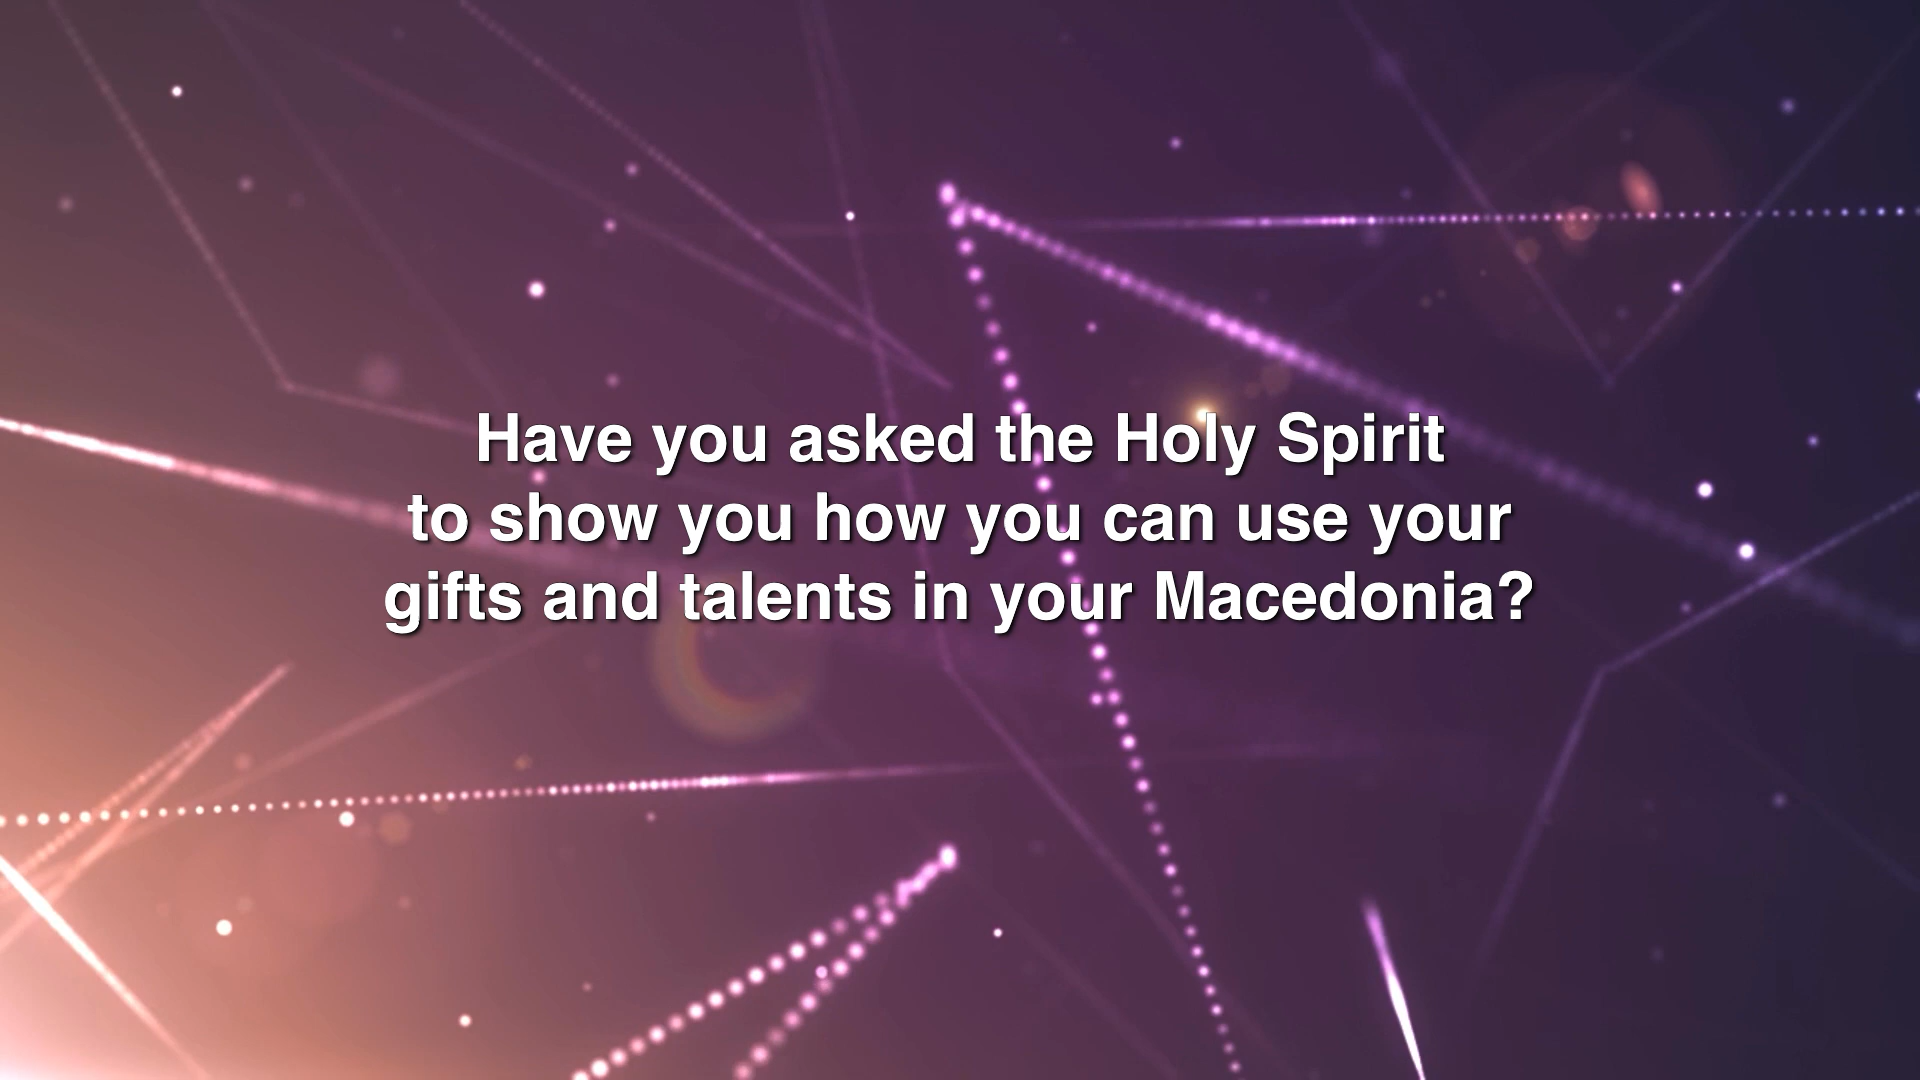 Have you asked the Holy Spirit
to show you how you can use your
gifts and talents in your Macedonia?